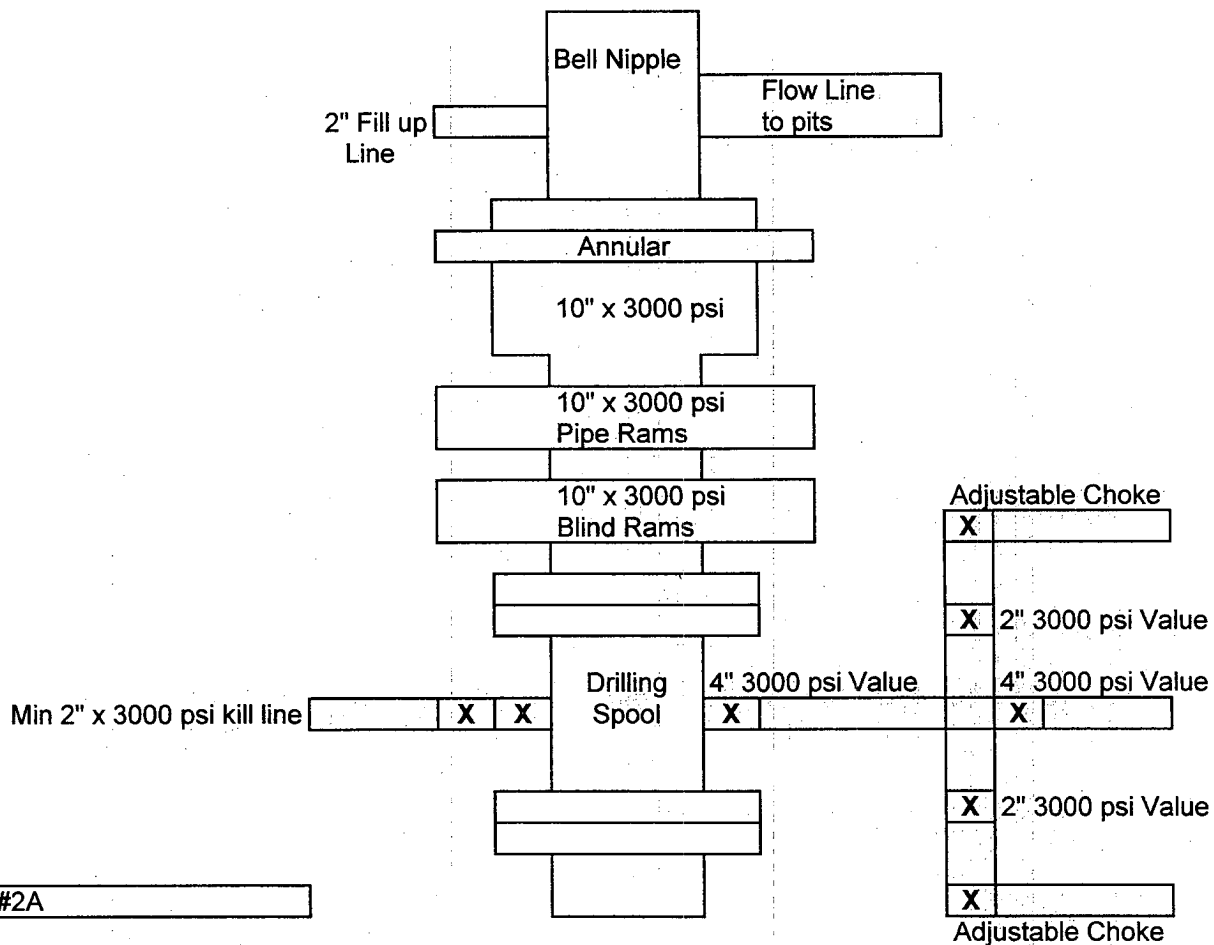 Bell Nipple
Flow Line
to pits
2" Fill up
Line
Annular
10" x 3000 psi
10" x 3000 psi
Pipe Rams
10" x 3000 psi
Blind Rams
Adjustable Choke
X
X 2" 3000 psi Value
Drilling
Spool
4" 3000 psi Value
4" 3000 psi Value
Min 2" x 3000 psi kill line
X X
X
X
X 2" 3000 psi Value
#2A
X
Adjustable Choke